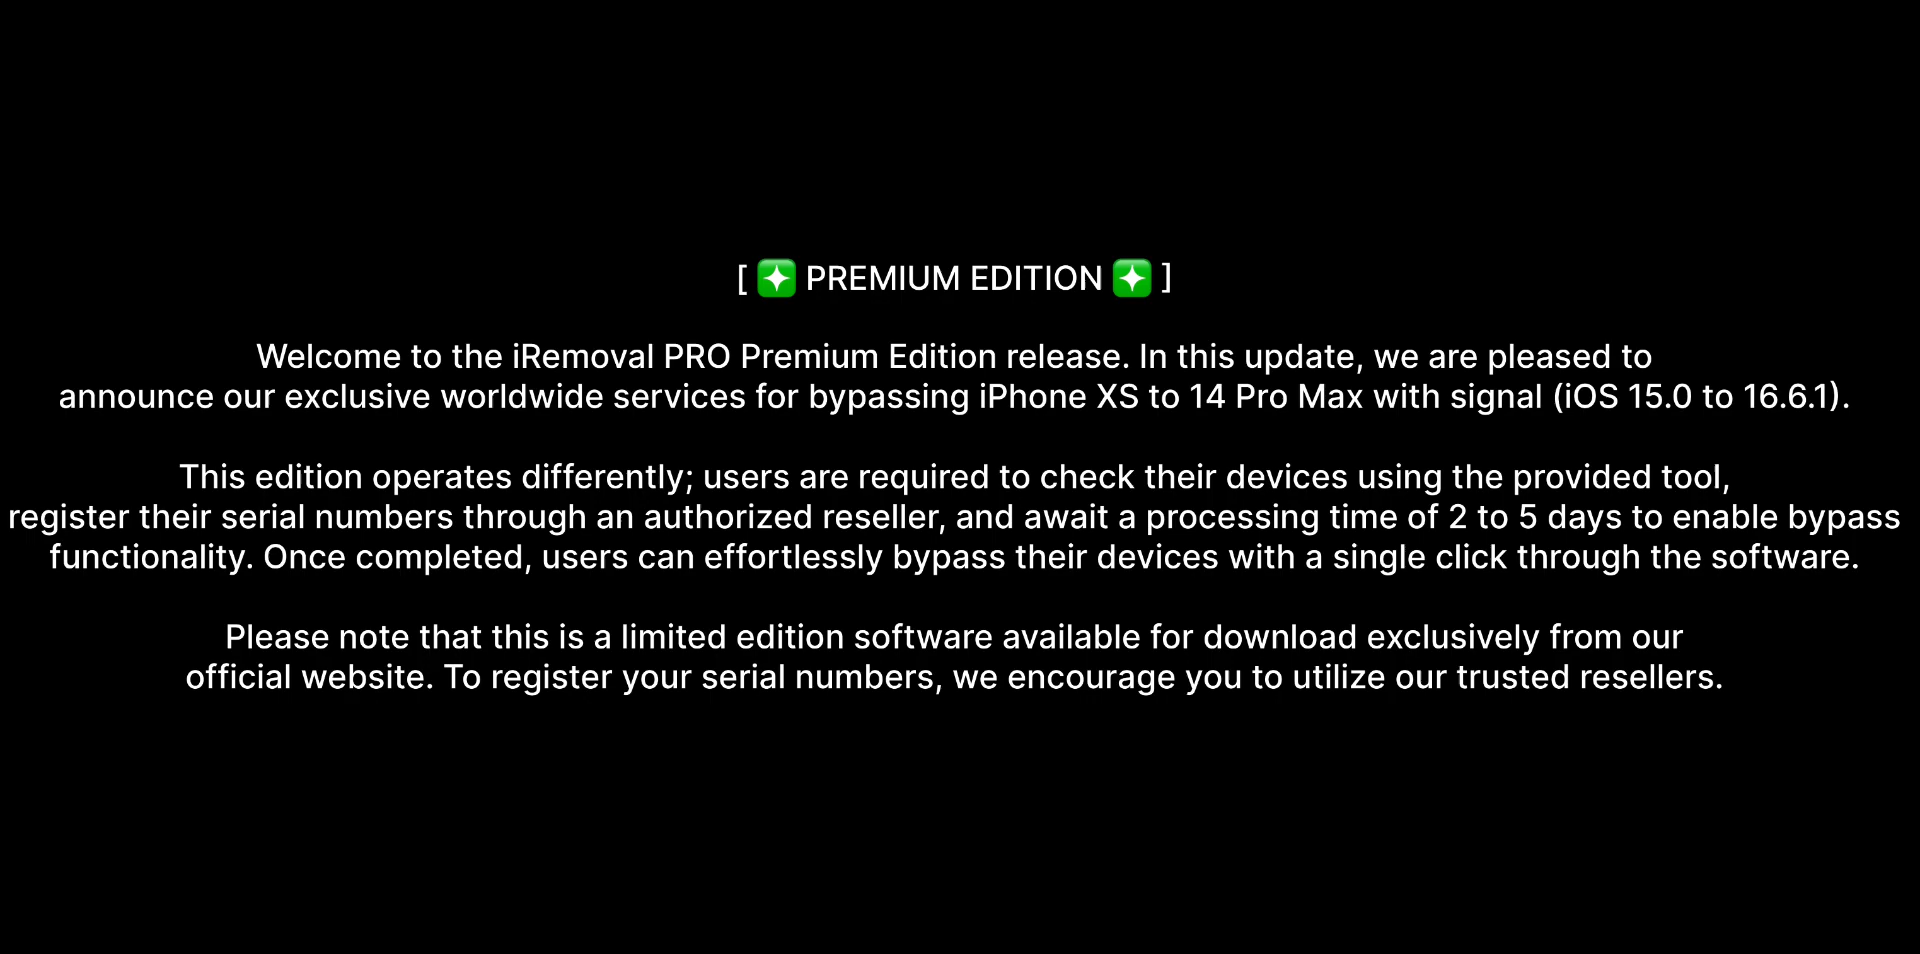 [ ❇️ PREMIUM EDITION ❇️ ]
Welcome to the iRemoval PRO Premium Edition release. In this update, we are pleased to
announce our exclusive worldwide services for bypassing iPhone XS to 14 Pro Max with signal (iOS 15.0 to 16.6.1).
This edition operates differently; users are required to check their devices using the provided tool,
register their serial numbers through an authorized reseller, and await a processing time of 2 to 5 days to enable bypass
functionality. Once completed, users can effortlessly bypass their devices with a single click through the software.
Please note that this is a limited edition software available for download exclusively from our
official website. To register your serial numbers, we encourage you to utilize our trusted resellers.